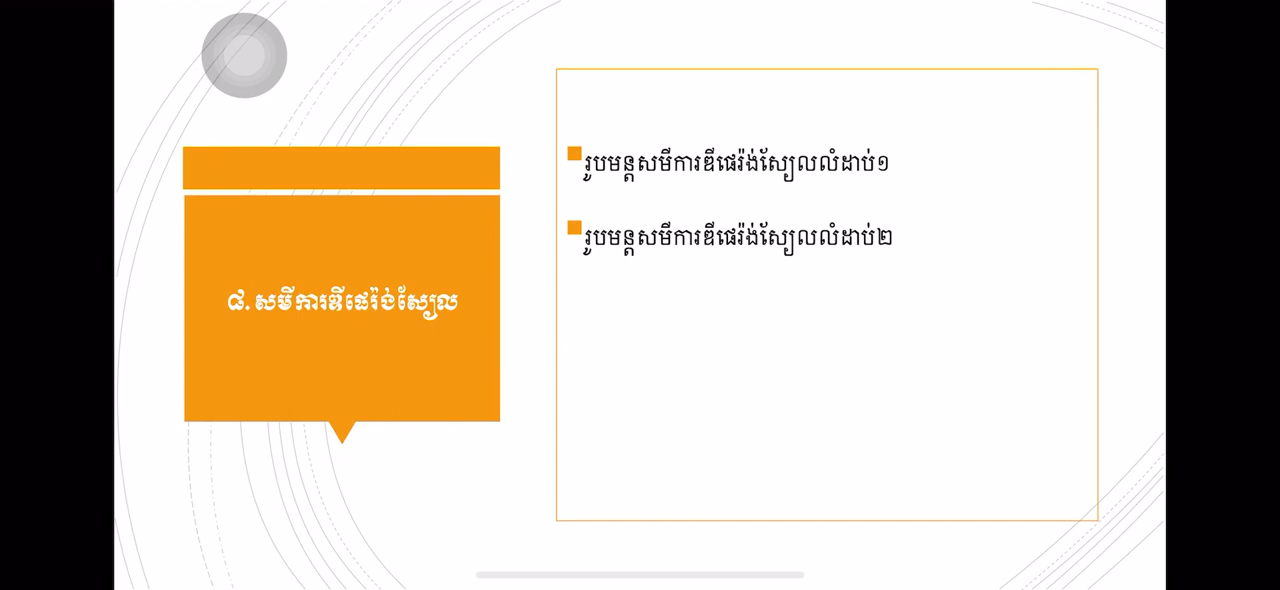 ៨. សមីការឌីផេរ៉ង់ស្យែល
រូបមន្តសមីការឌីផេរ៉ង់ស្យែលលំដាប់១
រូបមន្តសមីការឌីផេរ៉ង់ស្យែលលំដាប់២